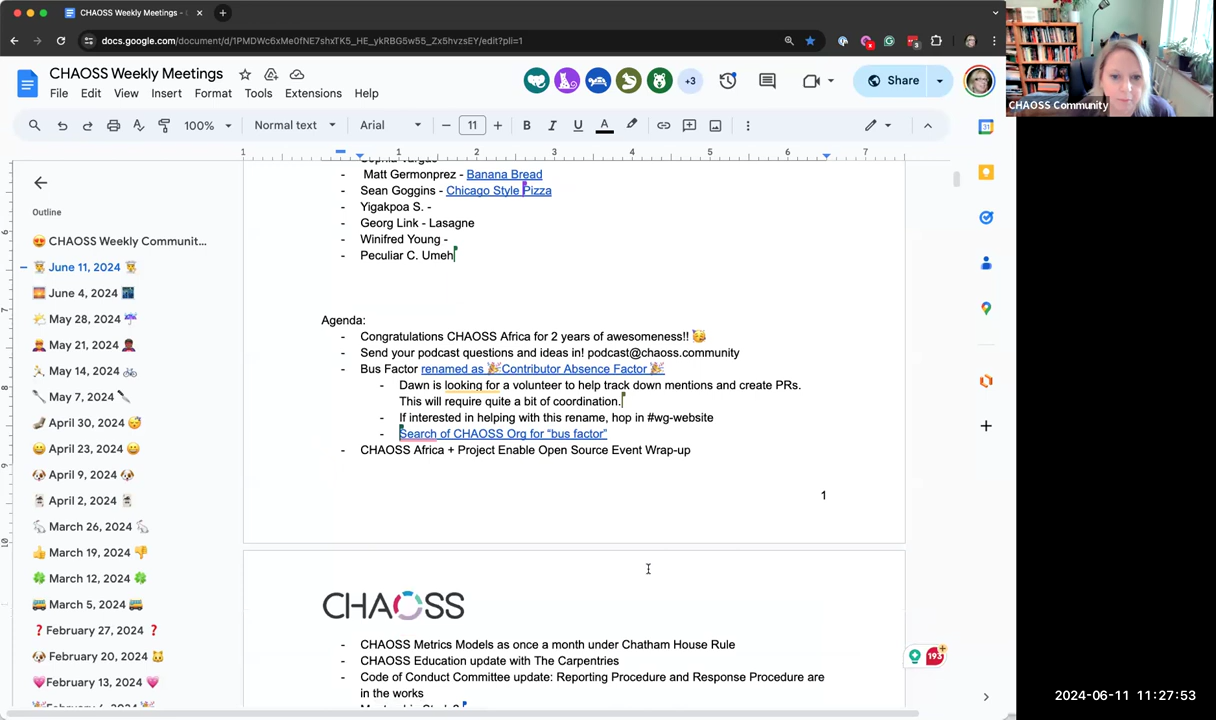 CHAOSS Weekly Meetings -
docs.google.com/document/d/1PMDWc6xMe0fNE7shxTK5_HE_ykRBG5w55_Zx5hvzsEY/edit?pli=1
CHAOSS Weekly Meetings
File Edit View Insert Format Tools Extensions Help
+3
Share
100% Normal text Arial 11
CHAOSS Community
1 1 2 3 4 5 6 7
Outline
😍 CHAOSS Weekly Communit...
June 11, 2024
June 4, 2024
May 28, 2024
May 21, 2024
May 14, 2024
May 7, 2024
April 30, 2024
April 23, 2024
April 9, 2024
April 2, 2024
March 26, 2024
March 19, 2024
March 12, 2024
March 5, 2024
❓ February 27, 2024 ❓
February 20, 2024
February 13, 2024
- Matt Germonprez - Banana Bread
- Sean Goggins - Chicago Style Pizza
- Yigakpoa S. -
- Georg Link - Lasagne
- Winifred Young -
- Peculiar C. Umeh
Agenda:
- Congratulations CHAOSS Africa for 2 years of awesomeness!! 🥳
- Send your podcast questions and ideas in! podcast@chaoss.community
- Bus Factor renamed as 🎉Contributor Absence Factor 🎉
- Dawn is looking for a volunteer to help track down mentions and create PRs.
This will require quite a bit of coordination.
- If interested in helping with this rename, hop in #wg-website
- Search of CHAOSS Org for “bus factor”
- CHAOSS Africa + Project Enable Open Source Event Wrap-up
1
CHAOSS
- CHAOSS Metrics Models as once a month under Chatham House Rule
- CHAOSS Education update with The Carpentries
- Code of Conduct Committee update: Reporting Procedure and Response Procedure are
in the works
193
2024-06-11 11:27:53